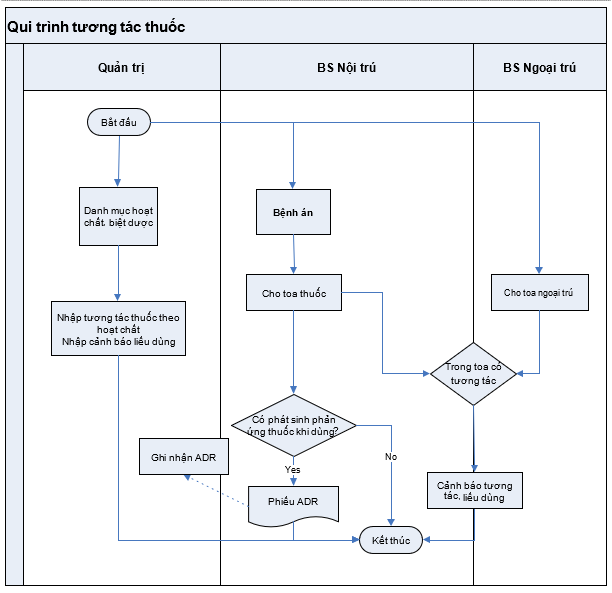 Qui trình tương tác thuốc
Quản trị
BS Nội trú
BS Ngoại trú
Bắt đầu
Danh mục hoạt
chất, biệt dược
Bệnh án
Cho toa thuốc
Cho toa ngoại trú
Nhập tương tác thuốc theo
hoạt chất
Nhập cảnh báo liều dùng
Trong toa có
tương tác
Có phát sinh phản
ứng thuốc khi dùng?
Ghi nhận ADR
Yes
No
Phiếu ADR
Cảnh báo tương
tác, liều dùng
Kết thúc